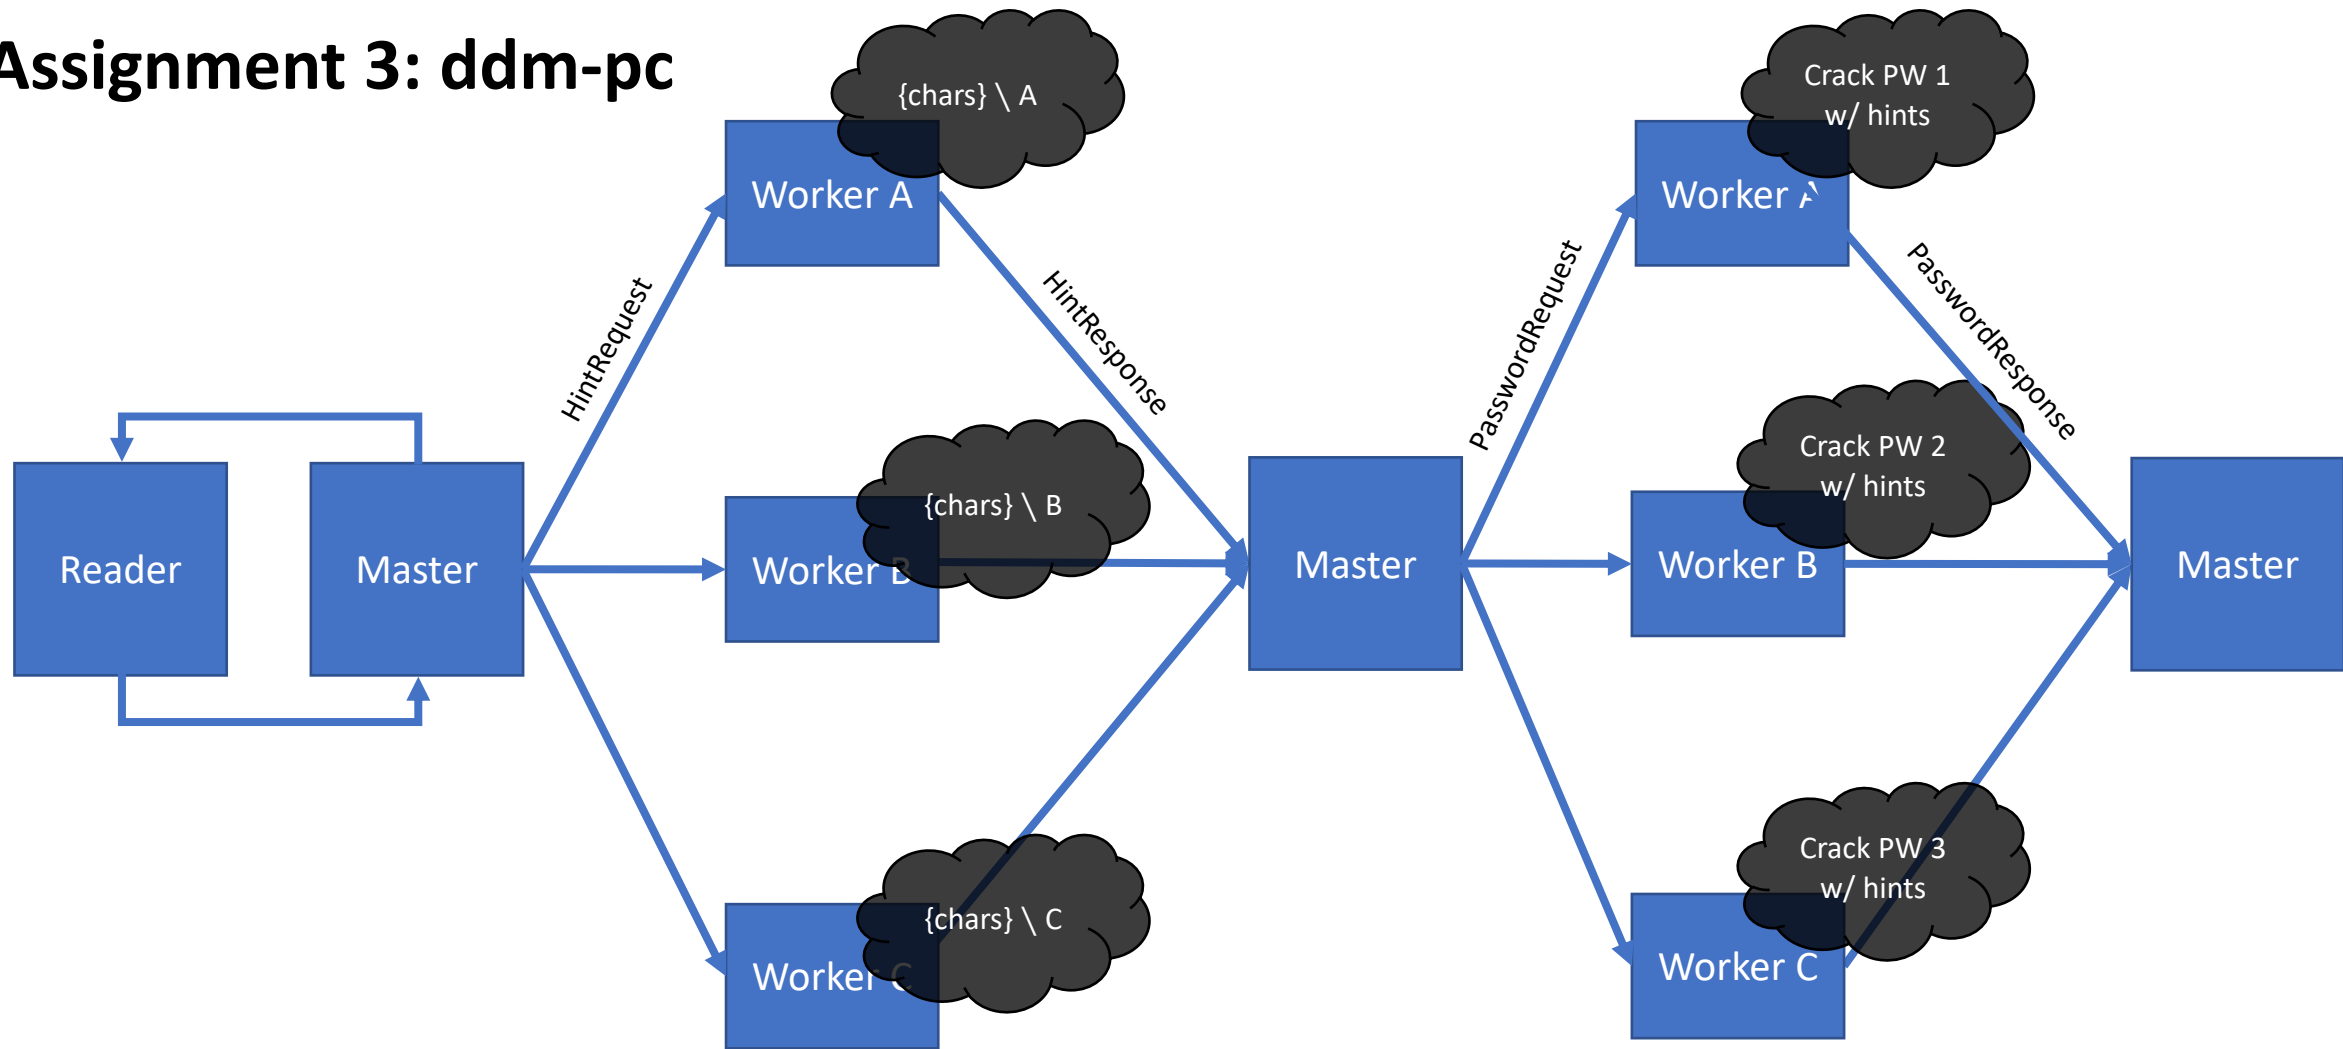 Assignment 3: ddm-pc
{chars} \ A
Worker A
HintRequest
HintResponse
{chars} \ B
Worker B
{chars} \ C
Worker C
Reader
Master
Master
Crack PW 1
w/ hints
Worker A
PasswordRequest
PasswordResponse
Crack PW 2
w/ hints
Worker B
Crack PW 3
w/ hints
Worker C
Master